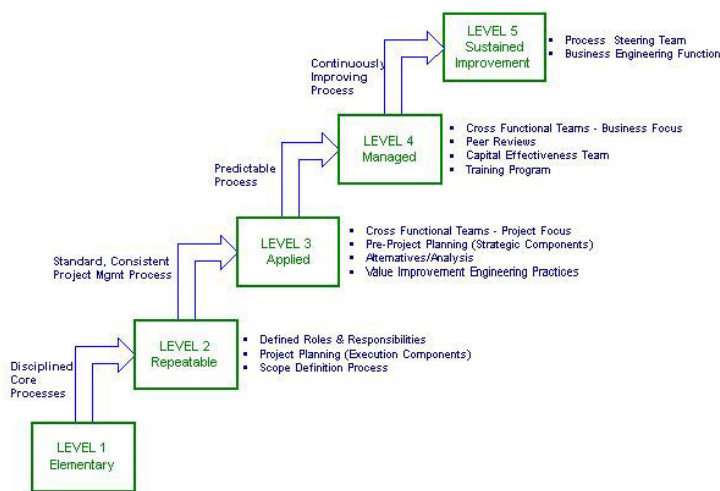 LEVEL 5
Sustained
Improvement
▪ Process Steering Team
▪ Business Engineering Function
Continuously
Improving
Process
LEVEL 4
Managed
▪ Cross Functional Teams - Business Focus
▪ Peer Reviews
▪ Capital Effectiveness Team
▪ Training Program
Predictable
Process
LEVEL 3
Applied
▪ Cross Functional Teams - Project Focus
▪ Pre-Project Planning (Strategic Components)
▪ Alternatives/Analysis
▪ Value Improvement Engineering Practices
Standard, Consistent
Project Mgmt Process
LEVEL 2
Repeatable
▪ Defined Roles & Responsibilities
▪ Project Planning (Execution Components)
▪ Scope Definition Process
Disciplined
Core
Processes
LEVEL 1
Elementary